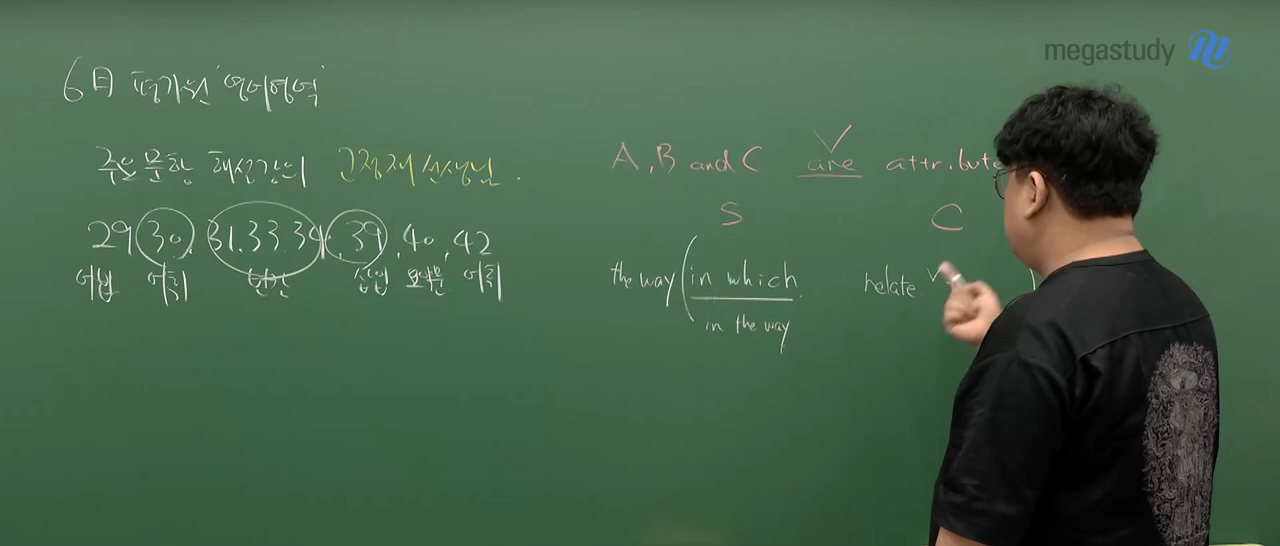 megastudy
6月 평가원 '영어영역'
주요문항 해설강의 고정재선생님.
29 30, 31.33.34, 39, 40, 42
어법 어휘 빈칸 삽입 요약문 어휘
A, B and C are attribute
V
S C
the way (in which relate V )
in the way